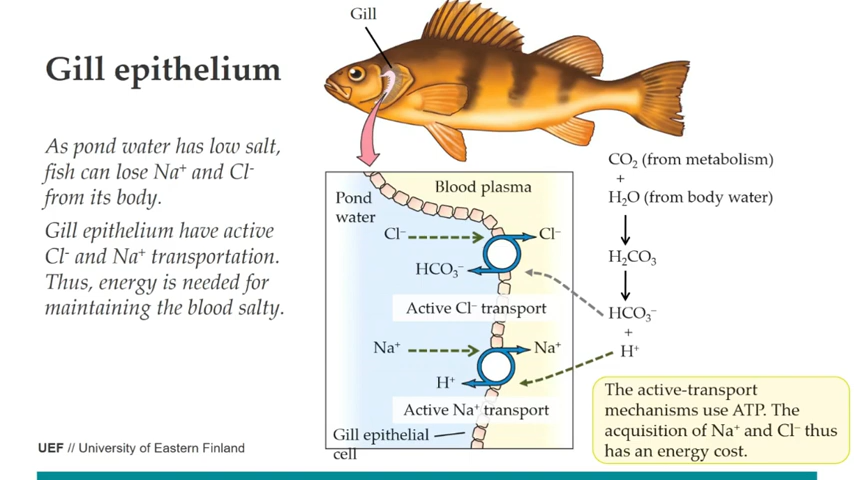 Gill epithelium
As pond water has low salt,
fish can lose Na⁺ and Cl⁻
from its body.
Gill epithelium have active
Cl⁻ and Na⁺ transportation.
Thus, energy is needed for
maintaining the blood salty.
Gill
Pond
water
Blood plasma
Cl⁻
Cl⁻
HCO₃⁻
Active Cl⁻ transport
Na⁺
Na⁺
H⁺
Active Na⁺ transport
Gill epithelial
cell
CO₂ (from metabolism)
+
H₂O (from body water)
H₂CO₃
HCO₃⁻
+
H⁺
The active-transport
mechanisms use ATP. The
acquisition of Na⁺ and Cl⁻ thus
has an energy cost.
UEF // University of Eastern Finland